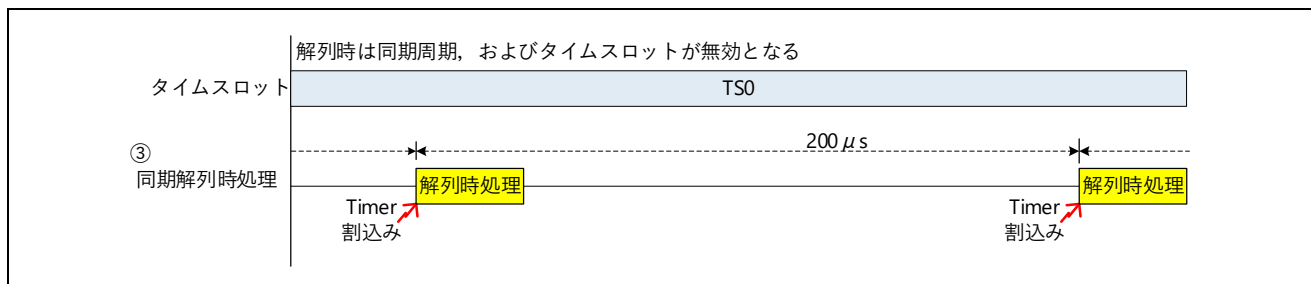 解列時は同期周期，およびタイムスロットが無効となる
タイムスロット
TS0
③
同期解列時処理
200μs
解列時処理
解列時処理
Timer
割込み
Timer
割込み